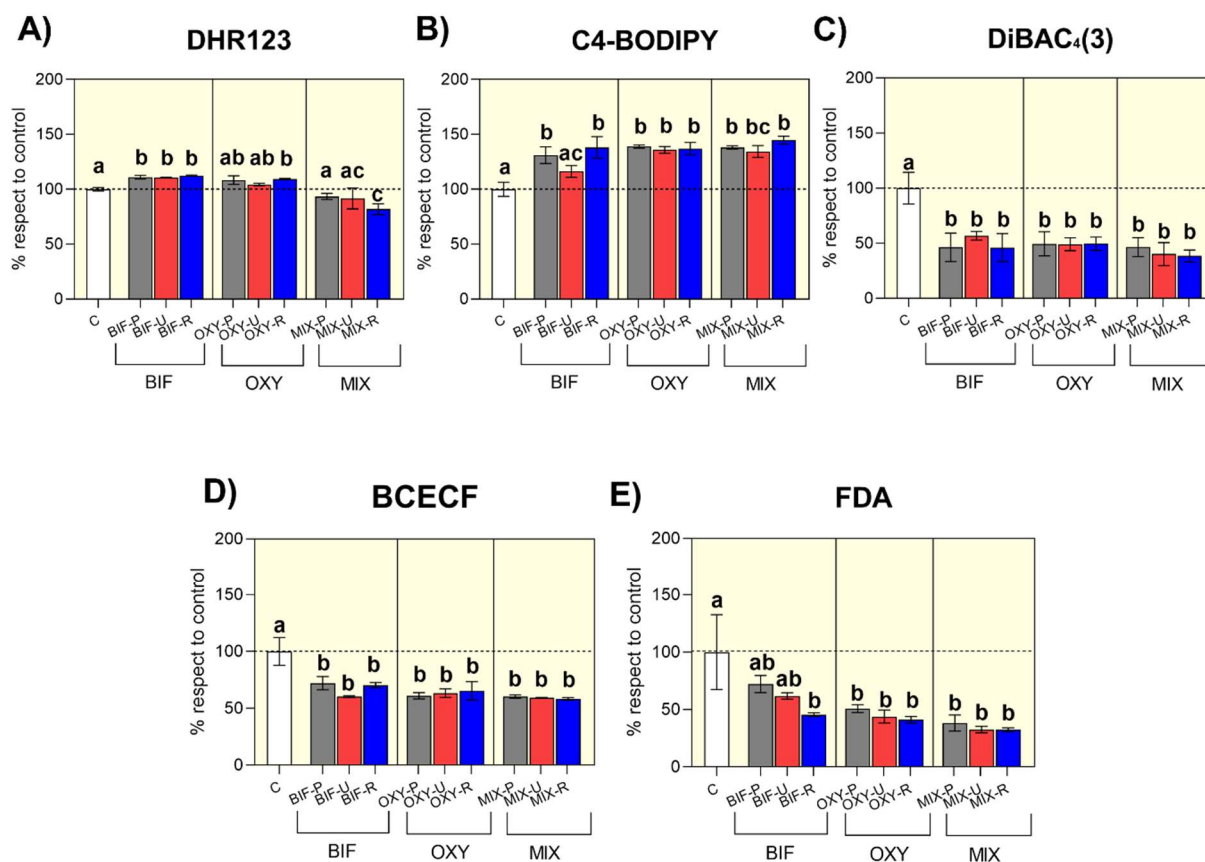 A)
DHR123
% respect to control
200
150
100
50
0
a b b b ab ab b a ac c
C BIF-P BIF-U BIF-R OXY-P OXY-U OXY-R MIX-P MIX-U MIX-R
BIF OXY MIX
B)
C4-BODIPY
% respect to control
200
150
100
50
0
a b ac b b b b b bc b
C BIF-P BIF-U BIF-R OXY-P OXY-U OXY-R MIX-P MIX-U MIX-R
BIF OXY MIX
C)
DiBAC₄(3)
% respect to control
200
150
100
50
0
a b b b b b b b b b
C BIF-P BIF-U BIF-R OXY-P OXY-U OXY-R MIX-P MIX-U MIX-R
BIF OXY MIX
D)
BCECF
% respect to control
200
150
100
50
0
a b b b b b b b b b
C BIF-P BIF-U BIF-R OXY-P OXY-U OXY-R MIX-P MIX-U MIX-R
BIF OXY MIX
E)
FDA
% respect to control
200
150
100
50
0
a ab ab b b b b b b b
C BIF-P BIF-U BIF-R OXY-P OXY-U OXY-R MIX-P MIX-U MIX-R
BIF OXY MIX